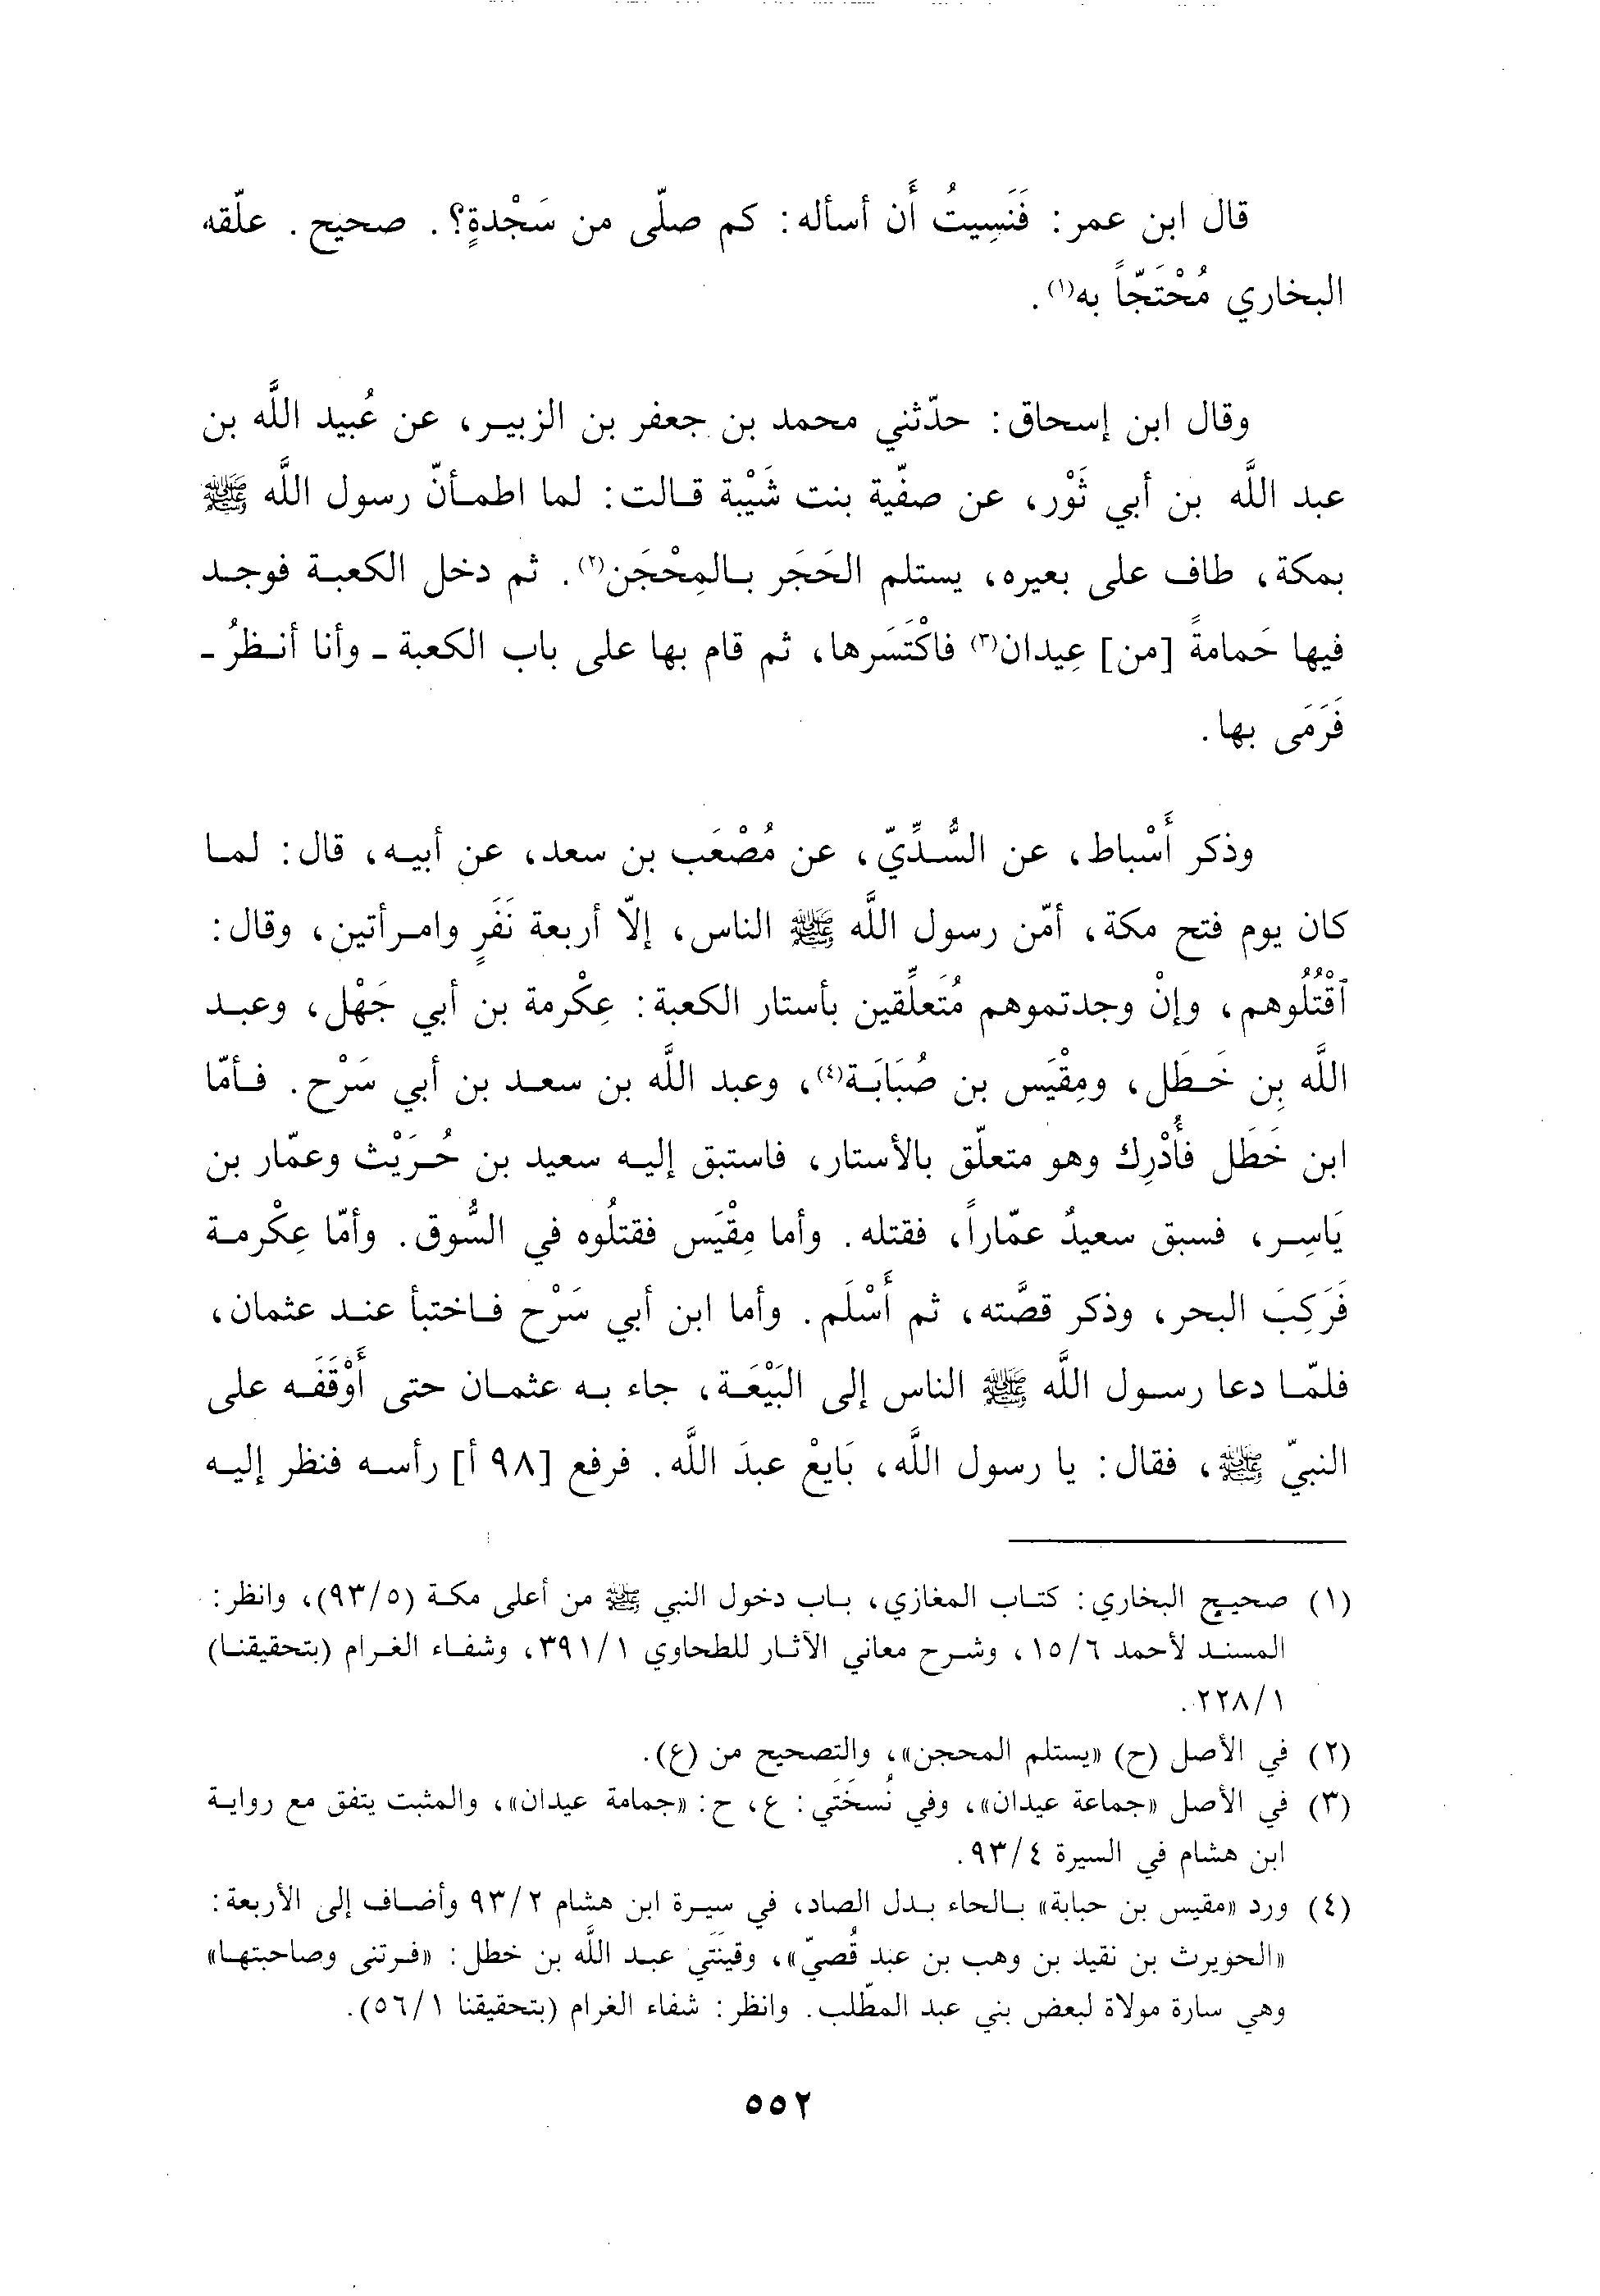 قال ابن عمر: فَنَسِيتُ أَن أسأله: كم صلّى من سَجْدةٍ؟. صحيح. علّقه
البخاري مُحْتَجّاً به(١).
وقال ابن إسحاق: حدّثني محمد بن جعفر بن الزبير، عن عُبيد اللَّه بن
عبد اللَّه بن أبي ثَوْر، عن صفّية بنت شَيْبة قالت: لما اطمأنّ رسول اللَّه ﷺ
بمكة، طاف على بعيره، يستلم الحَجَر بالمِحْجَن(٢). ثم دخل الكعبة فوجد
فيها حَمامةً [من] عِيدان(٣) فاكْتَسَرها، ثم قام بها على باب الكعبة ـ وأنا أنظرُ ـ
فَرَمَى بها.
وذكر أَسْباط، عن السُّدِّيّ، عن مُصْعَب بن سعد، عن أبيه، قال: لما
كان يوم فتح مكة، أمّن رسول اللَّه ﷺ الناس، إلّا أربعة نَفَرٍ وامرأتين، وقال:
ٱقْتُلُوهم، وإنْ وجدتموهم مُتَعلِّقين بأستار الكعبة: عِكْرمة بن أبي جَهْل، وعبد
اللَّه بِن خَطَل، ومِقْيَس بن صُبَابَة(٤)، وعبد اللَّه بن سعد بن أبي سَرْح. فأمّا
ابن خَطَل فأُدْرِك وهو متعلّق بالأستار، فاستبق إليه سعيد بن حُرَيْث وعمّار بن
يَاسِر، فسبق سعيدٌ عمّاراً، فقتله. وأما مِقْيَس فقتلُوه في السُّوق. وأمّا عِكْرمة
فَرَكِبَ البحر، وذكر قصَّته، ثم أَسْلَم. وأما ابن أبي سَرْح فاختبأ عند عثمان،
فلمّا دعا رسول اللَّه ﷺ الناس إلى البَيْعَة، جاء به عثمان حتى أَوْقَفَه على
النبيّ ﷺ، فقال: يا رسول اللَّه، بَايعْ عبدَ اللَّه. فرفع [٩٨ أ] رأسه فنظر إليه
(١) صحيح البخاري: كتاب المغازي، باب دخول النبي ﷺ من أعلى مكة (٩٣/٥)، وانظر:
المسند لأحمد ١٥/٦، وشرح معاني الآثار للطحاوي ٣٩١/١، وشفاء الغرام (بتحقيقنا)
٢٢٨/١.
(٢) في الأصل (ح) «يستلم المحجن»، والتصحيح من (ع).
(٣) في الأصل «جماعة عيدان»، وفي نُسخَتَي: ع، ح: «جمامة عيدان»، والمثبت يتفق مع رواية
ابن هشام في السيرة ٩٣/٤.
(٤) ورد «مقيس بن حبابة» بالحاء بدل الصاد، في سيرة ابن هشام ٩٣/٢ وأضاف إلى الأربعة:
«الحويرث بن نقيد بن وهب بن عبد قُصيّ»، وقينَتَي عبد اللَّه بن خطل: «فرتنى وصاحبتها»
وهي سارة مولاة لبعض بني عبد المطّلب. وانظر: شفاء الغرام (بتحقيقنا ٥٦/١).
٥٥٢